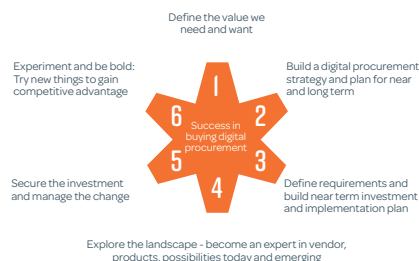 Define the value we
need and want
Experiment and be bold:
Try new things to gain
competitive advantage
Build a digital procurement
strategy and plan for near
and long term
1
6
2
Success in
buying digital
procurement
5
3
4
Secure the investment
and manage the change
Define requirements and
build near term investment
and implementation plan
Explore the landscape - become an expert in vendor,
products, possibilities today and emerging